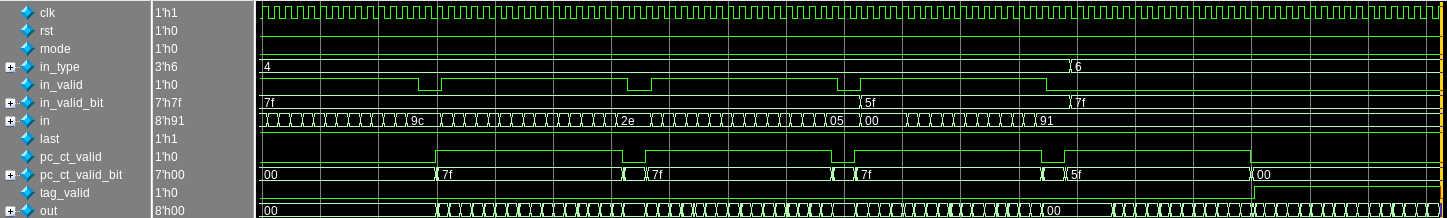 clk 1'h1
rst 1'h0
mode 1'h0
in_type 3'h6 4 6
in_valid 1'h0
in_valid_bit 7'h7f 7f 5f 7f
in 8'h91 9c 2e 05 00 91
last 1'h1
pc_ct_valid 1'h0
pc_ct_valid_bit 7'h00 00 7f 7f 7f 5f 00
tag_valid 1'h0
out 8'h00 00 00